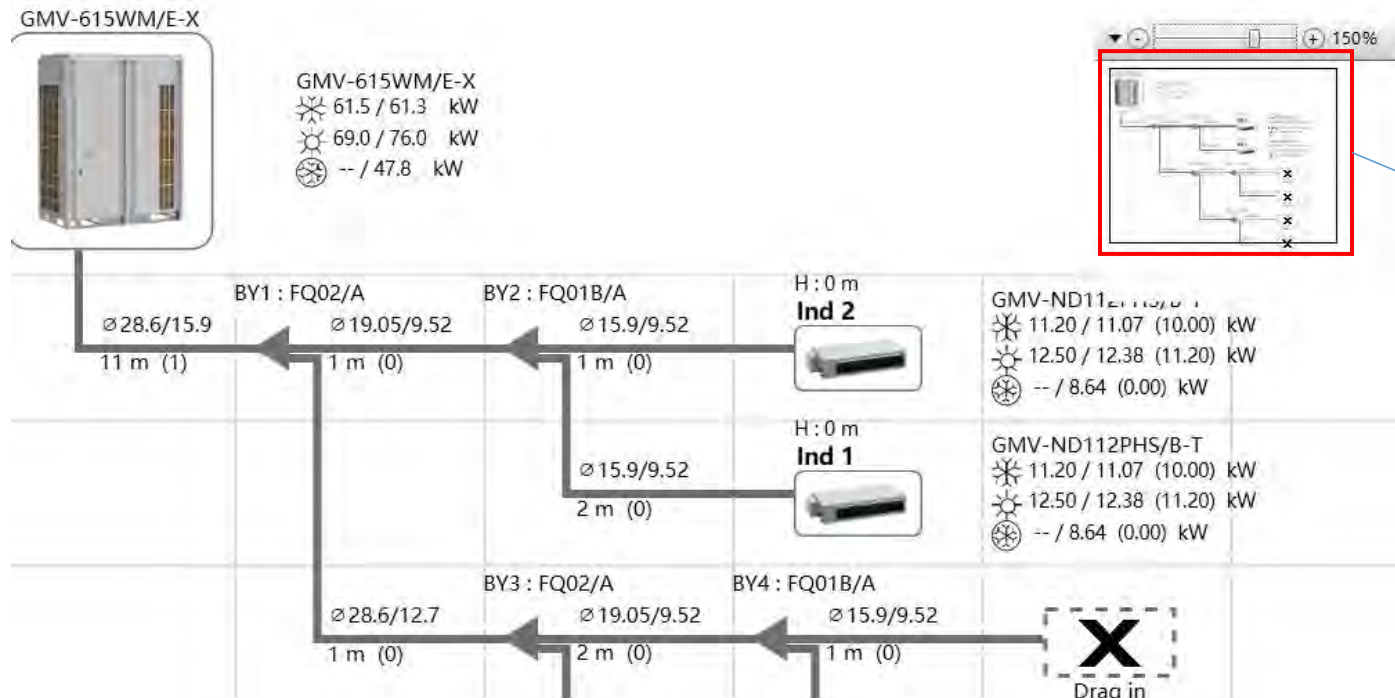 GMV-615WM/E-X
150%
GMV-615WM/E-X
61.5 / 61.3 kW
69.0 / 76.0 kW
-- / 47.8 kW
BY1 : FQ02/A
BY2 : FQ01B/A
H : 0 m
Ind 2
⌀28.6/15.9
⌀19.05/9.52
⌀15.9/9.52
11 m (1)
1 m (0)
1 m (0)
11.20 / 11.07 (10.00) kW
12.50 / 12.38 (11.20) kW
-- / 8.64 (0.00) kW
H : 0 m
Ind 1
⌀15.9/9.52
2 m (0)
GMV-ND112PHS/B-T
11.20 / 11.07 (10.00) kW
12.50 / 12.38 (11.20) kW
-- / 8.64 (0.00) kW
BY3 : FQ02/A
BY4 : FQ01B/A
⌀28.6/12.7
⌀19.05/9.52
⌀15.9/9.52
1 m (0)
2 m (0)
1 m (0)
Drag in